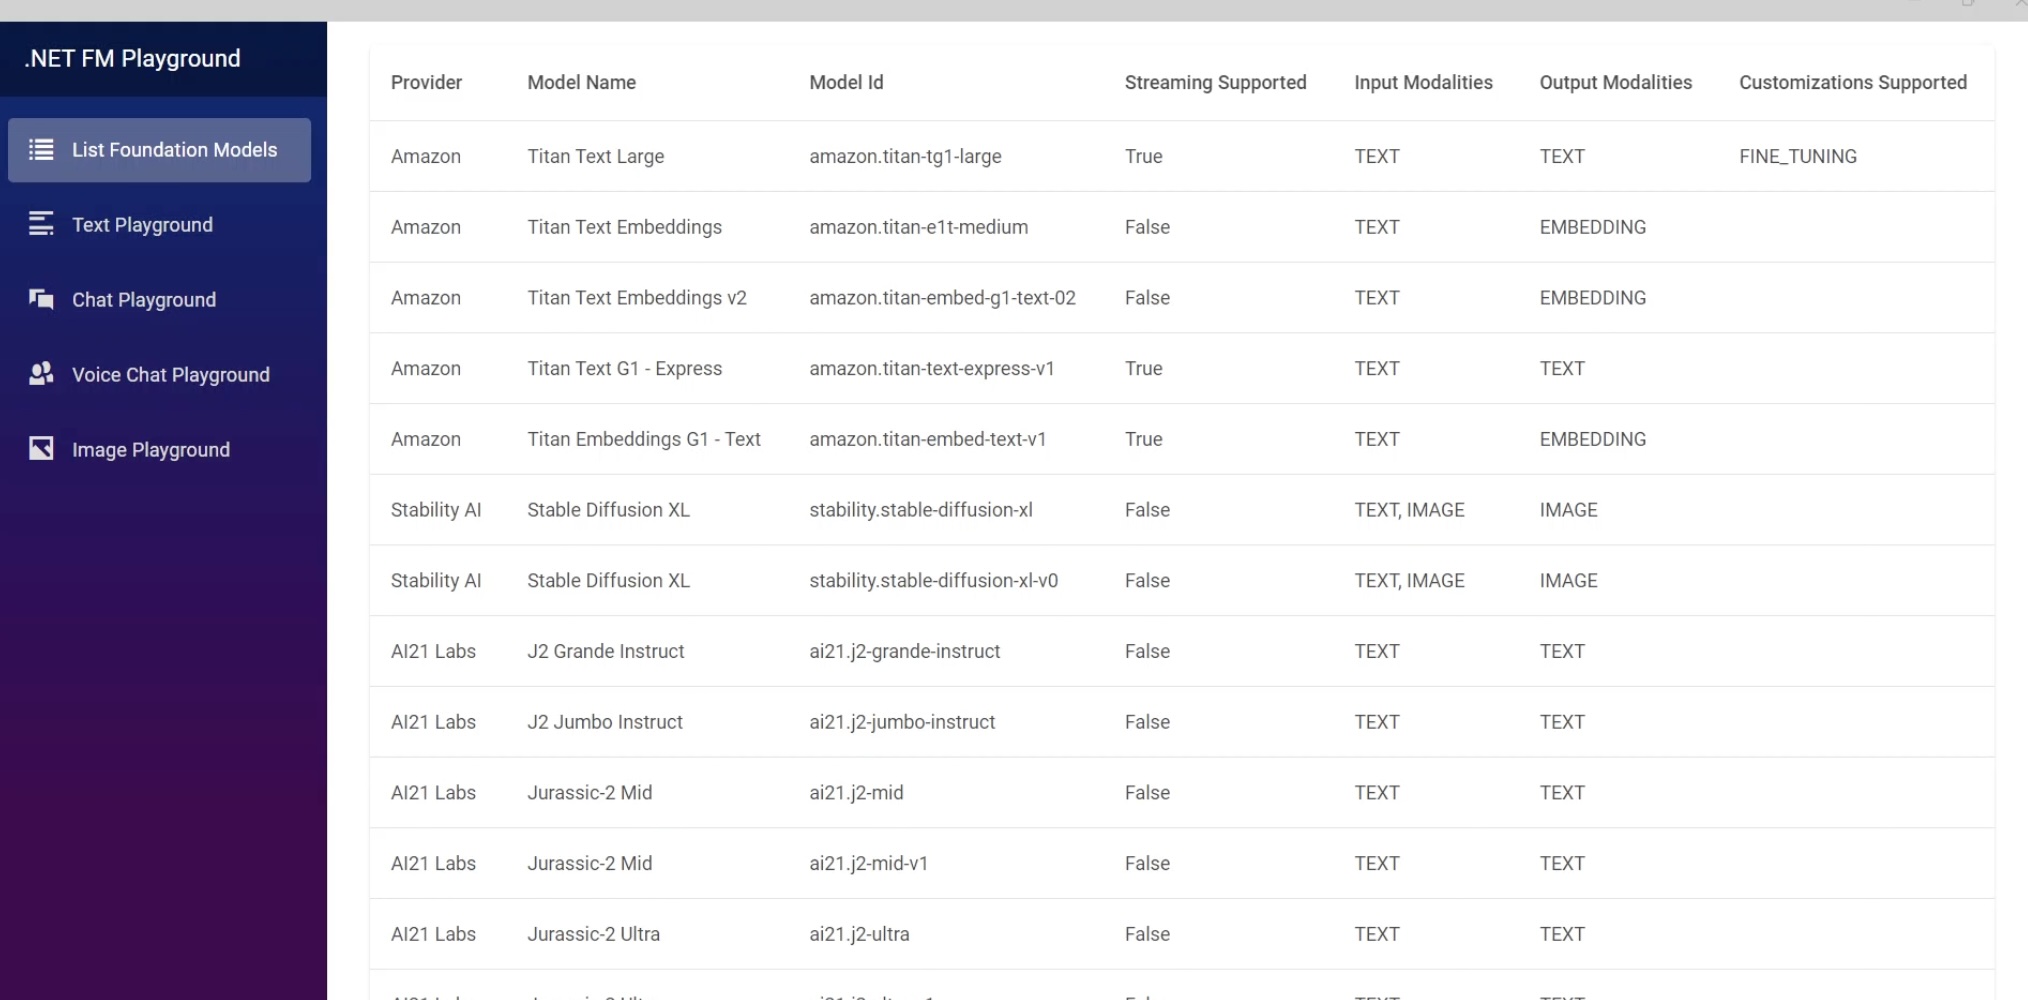 .NET FM Playground
List Foundation Models
Text Playground
Chat Playground
Voice Chat Playground
Image Playground
Provider Model Name Model Id Streaming Supported Input Modalities Output Modalities Customizations Supported
Amazon Titan Text Large amazon.titan-tg1-large True TEXT TEXT FINE_TUNING
Amazon Titan Text Embeddings amazon.titan-e1t-medium False TEXT EMBEDDING
Amazon Titan Text Embeddings v2 amazon.titan-embed-g1-text-02 False TEXT EMBEDDING
Amazon Titan Text G1 - Express amazon.titan-text-express-v1 True TEXT TEXT
Amazon Titan Embeddings G1 - Text amazon.titan-embed-text-v1 True TEXT EMBEDDING
Stability AI Stable Diffusion XL stability.stable-diffusion-xl False TEXT, IMAGE IMAGE
Stability AI Stable Diffusion XL stability.stable-diffusion-xl-v0 False TEXT, IMAGE IMAGE
AI21 Labs J2 Grande Instruct ai21.j2-grande-instruct False TEXT TEXT
AI21 Labs J2 Jumbo Instruct ai21.j2-jumbo-instruct False TEXT TEXT
AI21 Labs Jurassic-2 Mid ai21.j2-mid False TEXT TEXT
AI21 Labs Jurassic-2 Mid ai21.j2-mid-v1 False TEXT TEXT
AI21 Labs Jurassic-2 Ultra ai21.j2-ultra False TEXT TEXT